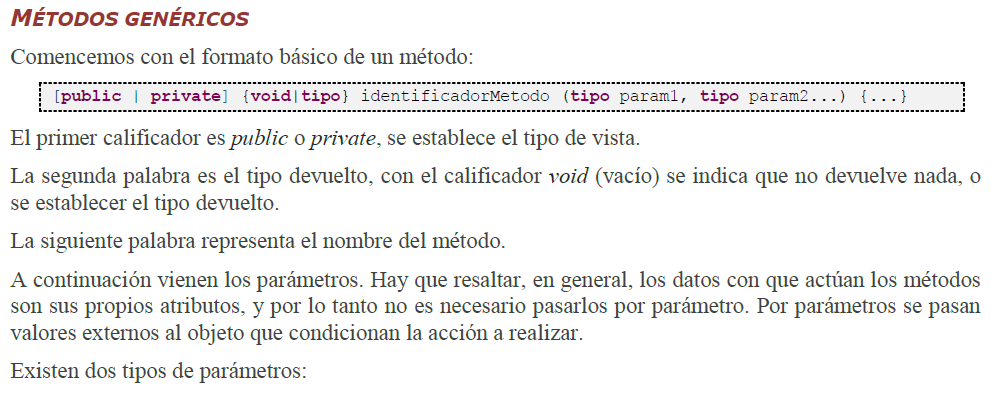 MÉTODOS GENÉRICOS
Comencemos con el formato básico de un método:
[public | private] {void|tipo} identificadorMetodo (tipo param1, tipo param2...) {...}
El primer calificador es public o private, se establece el tipo de vista.
La segunda palabra es el tipo devuelto, con el calificador void (vacío) se indica que no devuelve nada, o
se establecer el tipo devuelto.
La siguiente palabra representa el nombre del método.
A continuación vienen los parámetros. Hay que resaltar, en general, los datos con que actúan los métodos
son sus propios atributos, y por lo tanto no es necesario pasarlos por parámetro. Por parámetros se pasan
valores externos al objeto que condicionan la acción a realizar.
Existen dos tipos de parámetros: